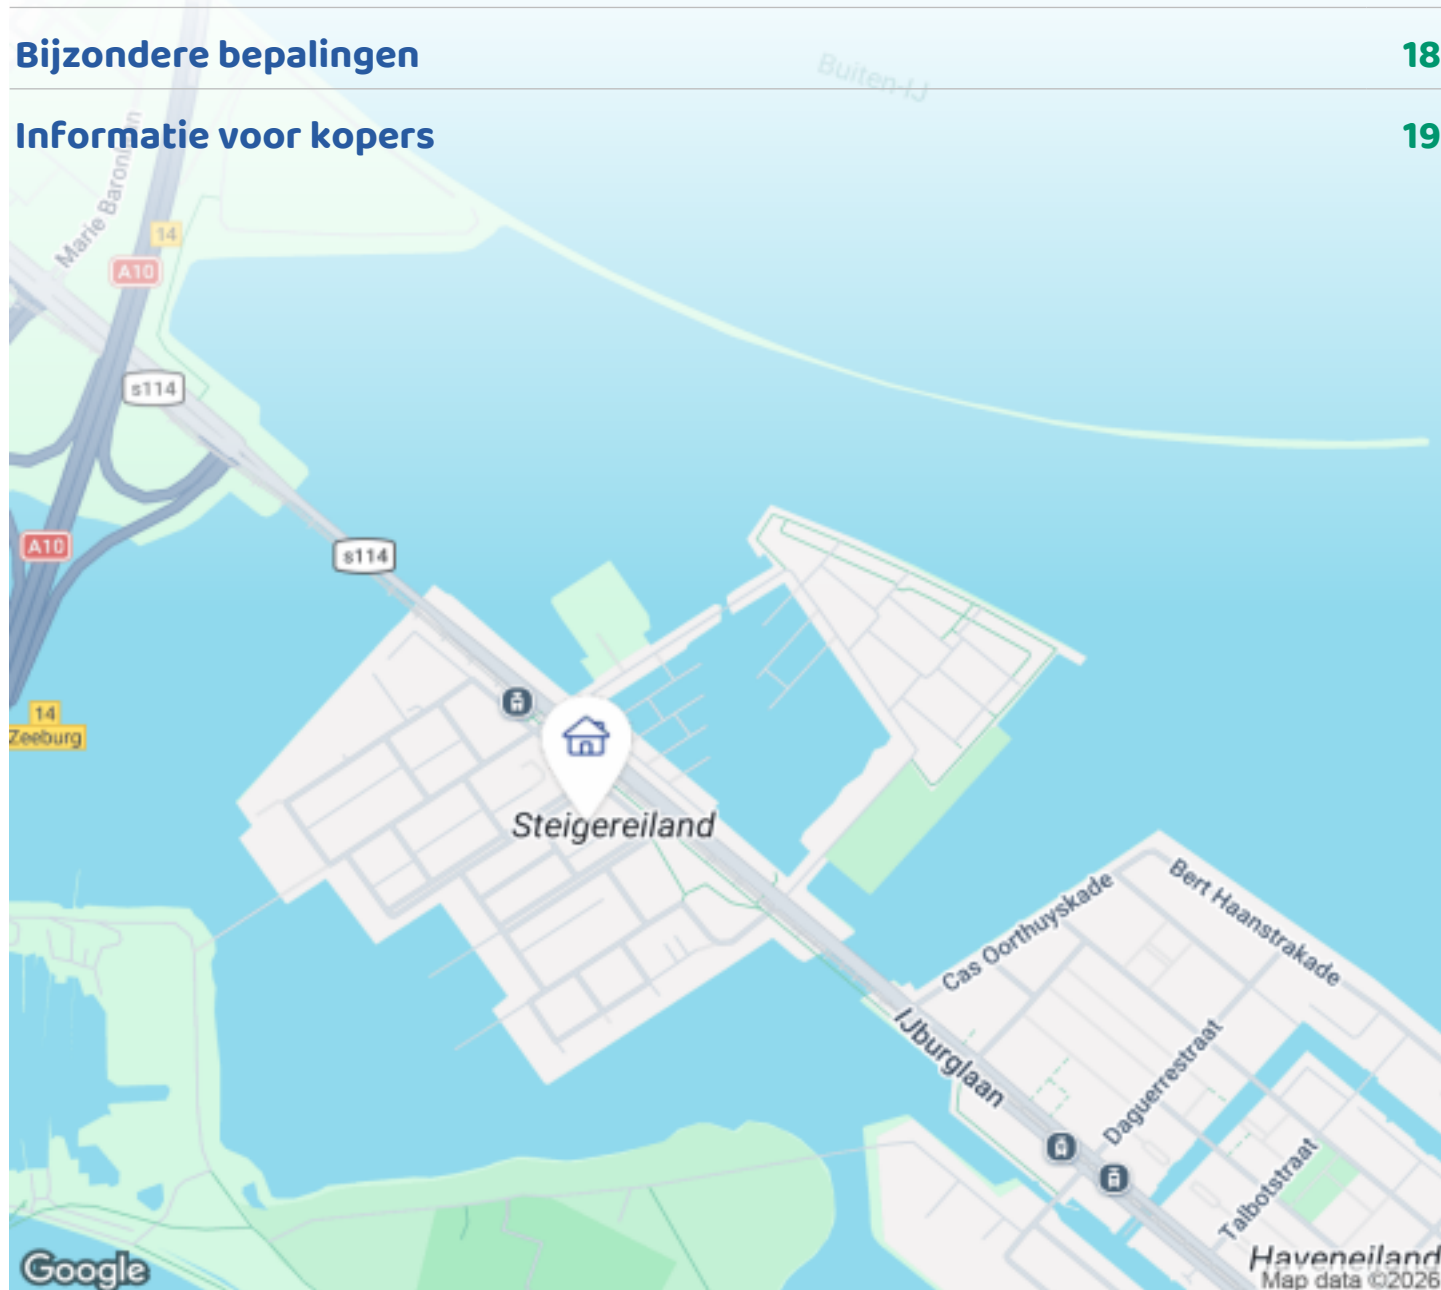 Bijzondere bepalingen 18
Buiten-IJ
Informatie voor kopers 19
Marie Baronlaan
14
A10
s114
A10
s114
14
Zeeburg
Steigereiland
Bert Haanstrakade
Cas Oorthuyskade
IJburglaan
Daguerrestraat
Talbotstraat
Haveneiland
Google
Map data ©2026